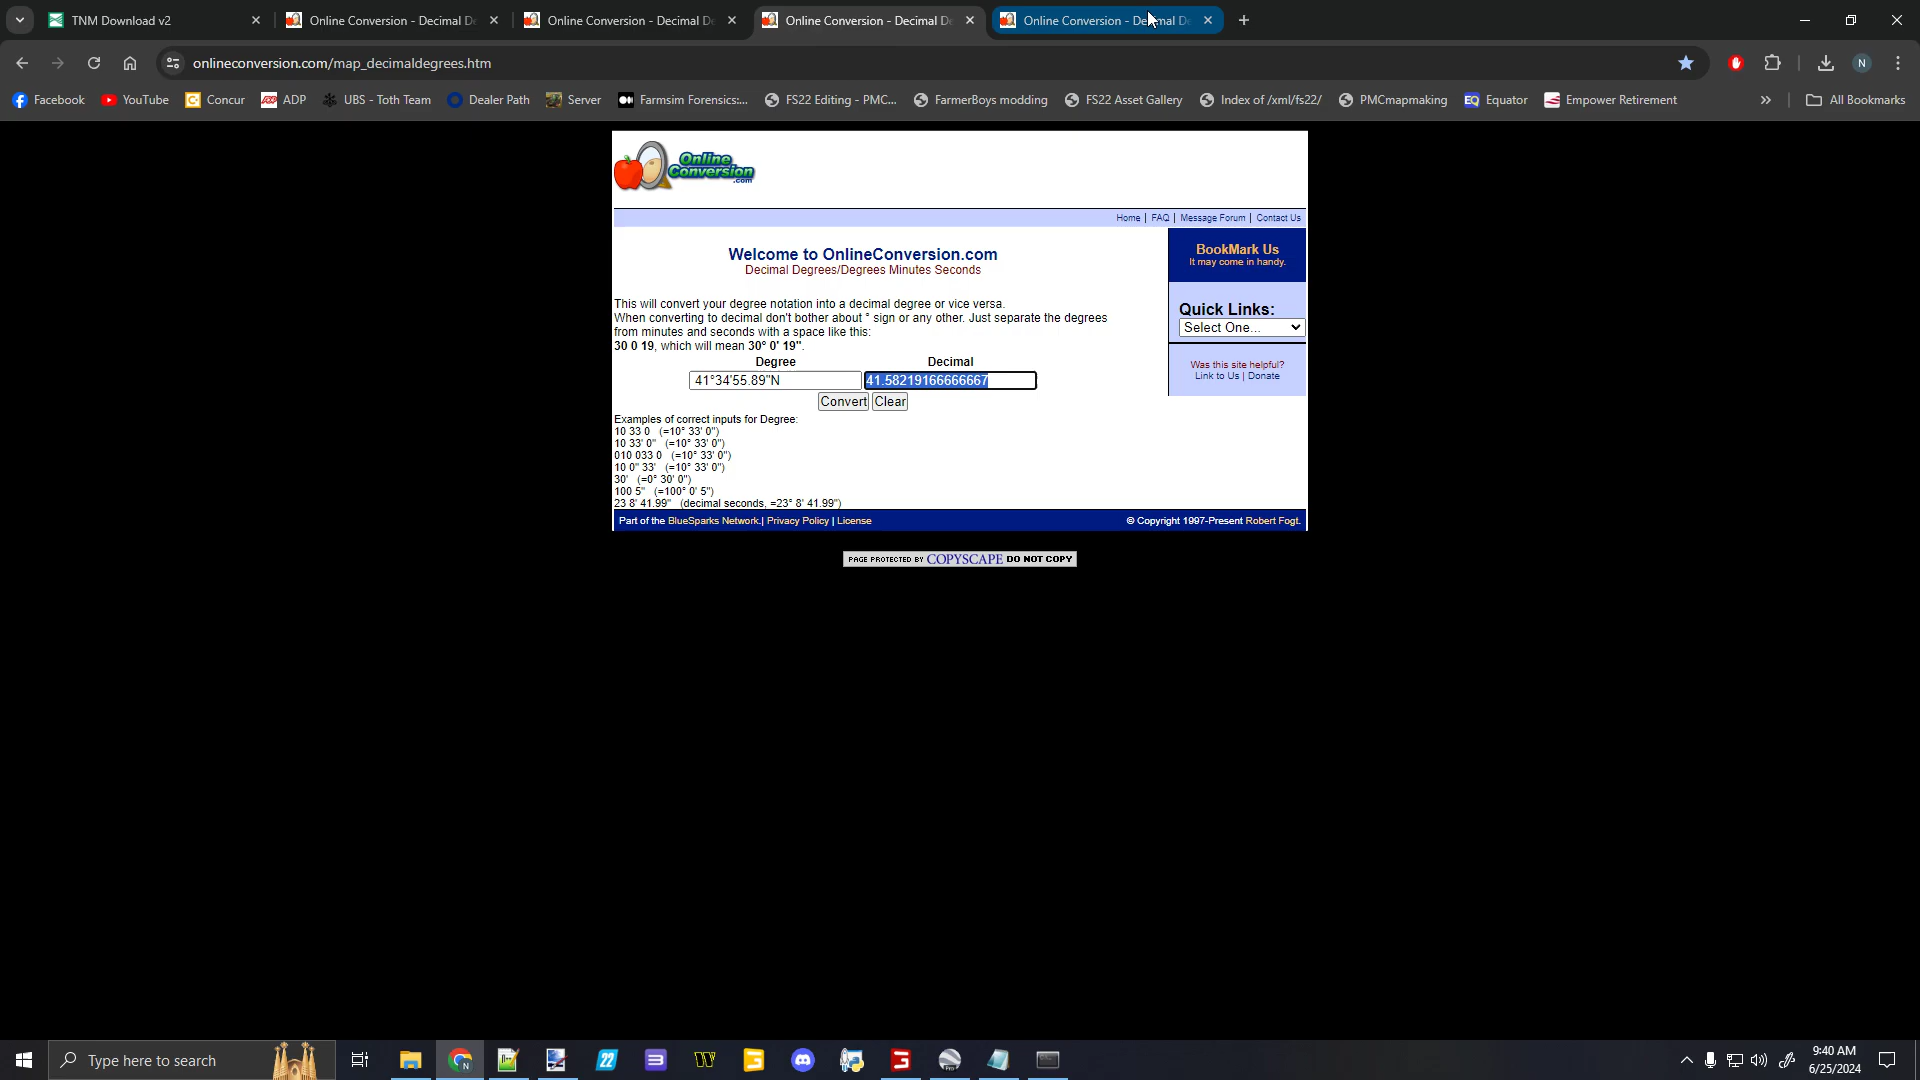 TNM Download v2
Online Conversion - Decimal De
Online Conversion - Decimal De
Online Conversion - Decimal De
Online Conversion - Decimal De
onlineconversion.com/map_decimaldegrees.htm
N
Facebook
YouTube
Concur
ADP
UBS - Toth Team
Dealer Path
Server
Farmsim Forensics:...
FS22 Editing - PMC...
FarmerBoys modding
FS22 Asset Gallery
Index of /xml/fs22/
PMCmapmaking
EQ Equator
Empower Retirement
»
All Bookmarks
Online Conversion .com
Home | FAQ | Message Forum | Contact Us
Welcome to OnlineConversion.com
Decimal Degrees/Degrees Minutes Seconds
BookMark Us
It may come in handy.
Quick Links:
Select One...
Was this site helpful?
Link to Us | Donate
This will convert your degree notation into a decimal degree or vice versa.
When converting to decimal don't bother about ° sign or any other. Just separate the degrees
from minutes and seconds with a space like this:
30 0 19, which will mean 30° 0' 19".
Degree Decimal
41°34'55.89"N 41.58219166666667
Convert Clear
Examples of correct inputs for Degree:
10 33 0 (=10° 33' 0")
10 33' 0" (=10° 33' 0")
010 033 0 (=10° 33' 0")
10 0" 33' (=10° 33' 0")
30' (=0° 30' 0")
100 5" (=100° 0' 5")
23 8' 41.99" (decimal seconds, =23° 8' 41.99")
Part of the BlueSparks Network.| Privacy Policy | License
© Copyright 1997-Present Robert Fogt.
PAGE PROTECTED BY COPYSCAPE DO NOT COPY
Type here to search
22
9:40 AM
6/25/2024